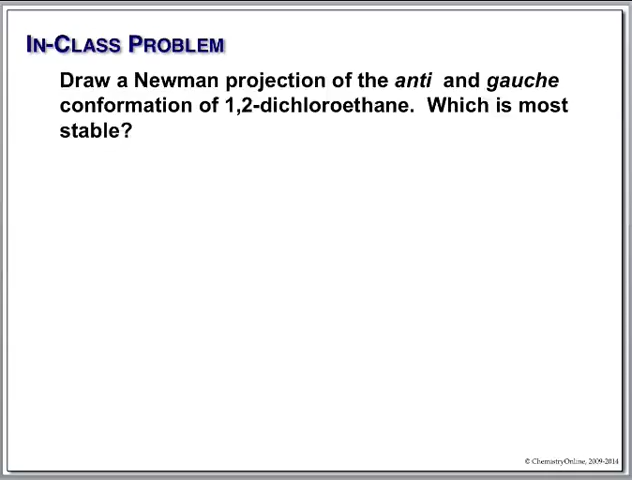 IN-CLASS PROBLEM
Draw a Newman projection of the anti and gauche
conformation of 1,2-dichloroethane. Which is most
stable?
© ChemistryOnline, 2009-2014